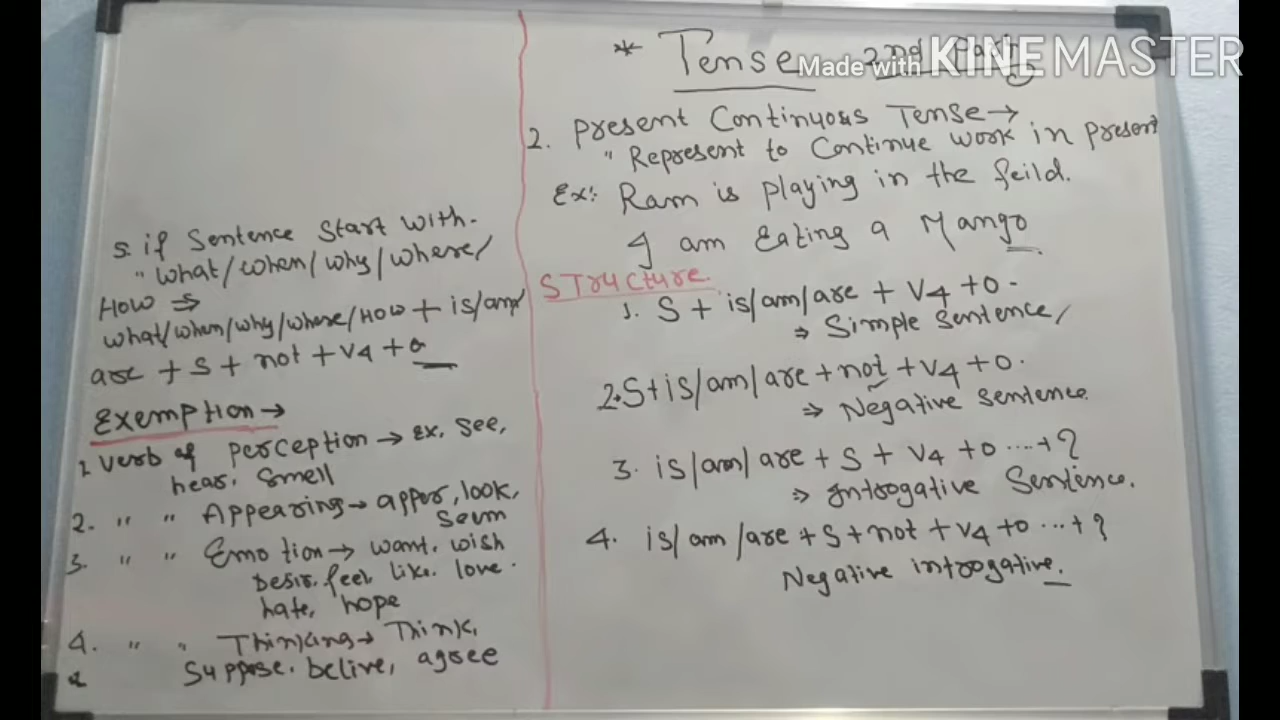 * Tense 2nd Part
Made with KINEMASTER
2. Present Continuous Tense →
" Represent to Continue work in present
Ex: Ram is playing in the feild.
I am Eating a Mango
Structure.
1. S + is/am/are + V4 + O.
⇒ Simple Sentence/
2. S+is/am/are + not + V4 + O.
⇒ Negative sentence.
3. is/am/are + S + V4 + O ....+?
⇒ Introgative Sentence.
4. is/am/are + S + not + V4 + O ...+?
Negative introgative.
5. if Sentence Start with.
" What/when/why/where/
How ⇒
what/when/why/where/How + is/am/
are + S + not + V4 + O
Exemption →
1. Verb of perception → ex. See,
hear. Smell
2. " " Appearing → apper, look,
Seum
3. " " Emotion → want. wish
Desir. feel. Like. love.
hate, hope
4. " " Thinking → Think,
Suppose. belive, agree